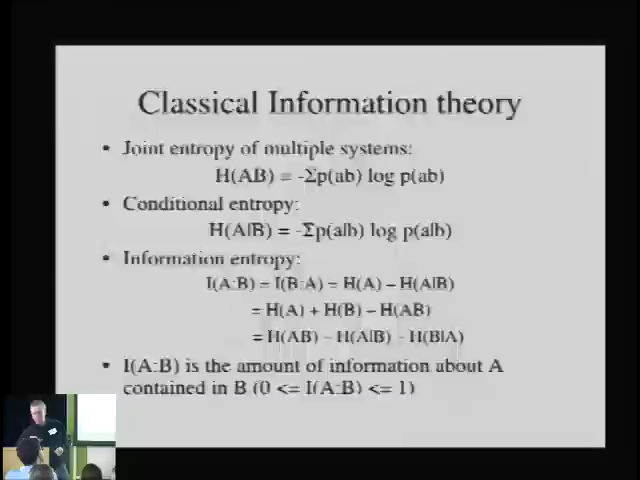 Classical Information theory
• Joint entropy of multiple systems:
H(AB) = -Σp(ab) log p(ab)
• Conditional entropy:
H(A|B) = -Σp(a|b) log p(a|b)
• Information entropy:
I(A:B) = I(B:A) = H(A) – H(A|B)
= H(A) + H(B) – H(AB)
= H(AB) – H(A|B) – H(B|A)
• I(A:B) is the amount of information about A
contained in B (0 <= I(A:B) <= 1)